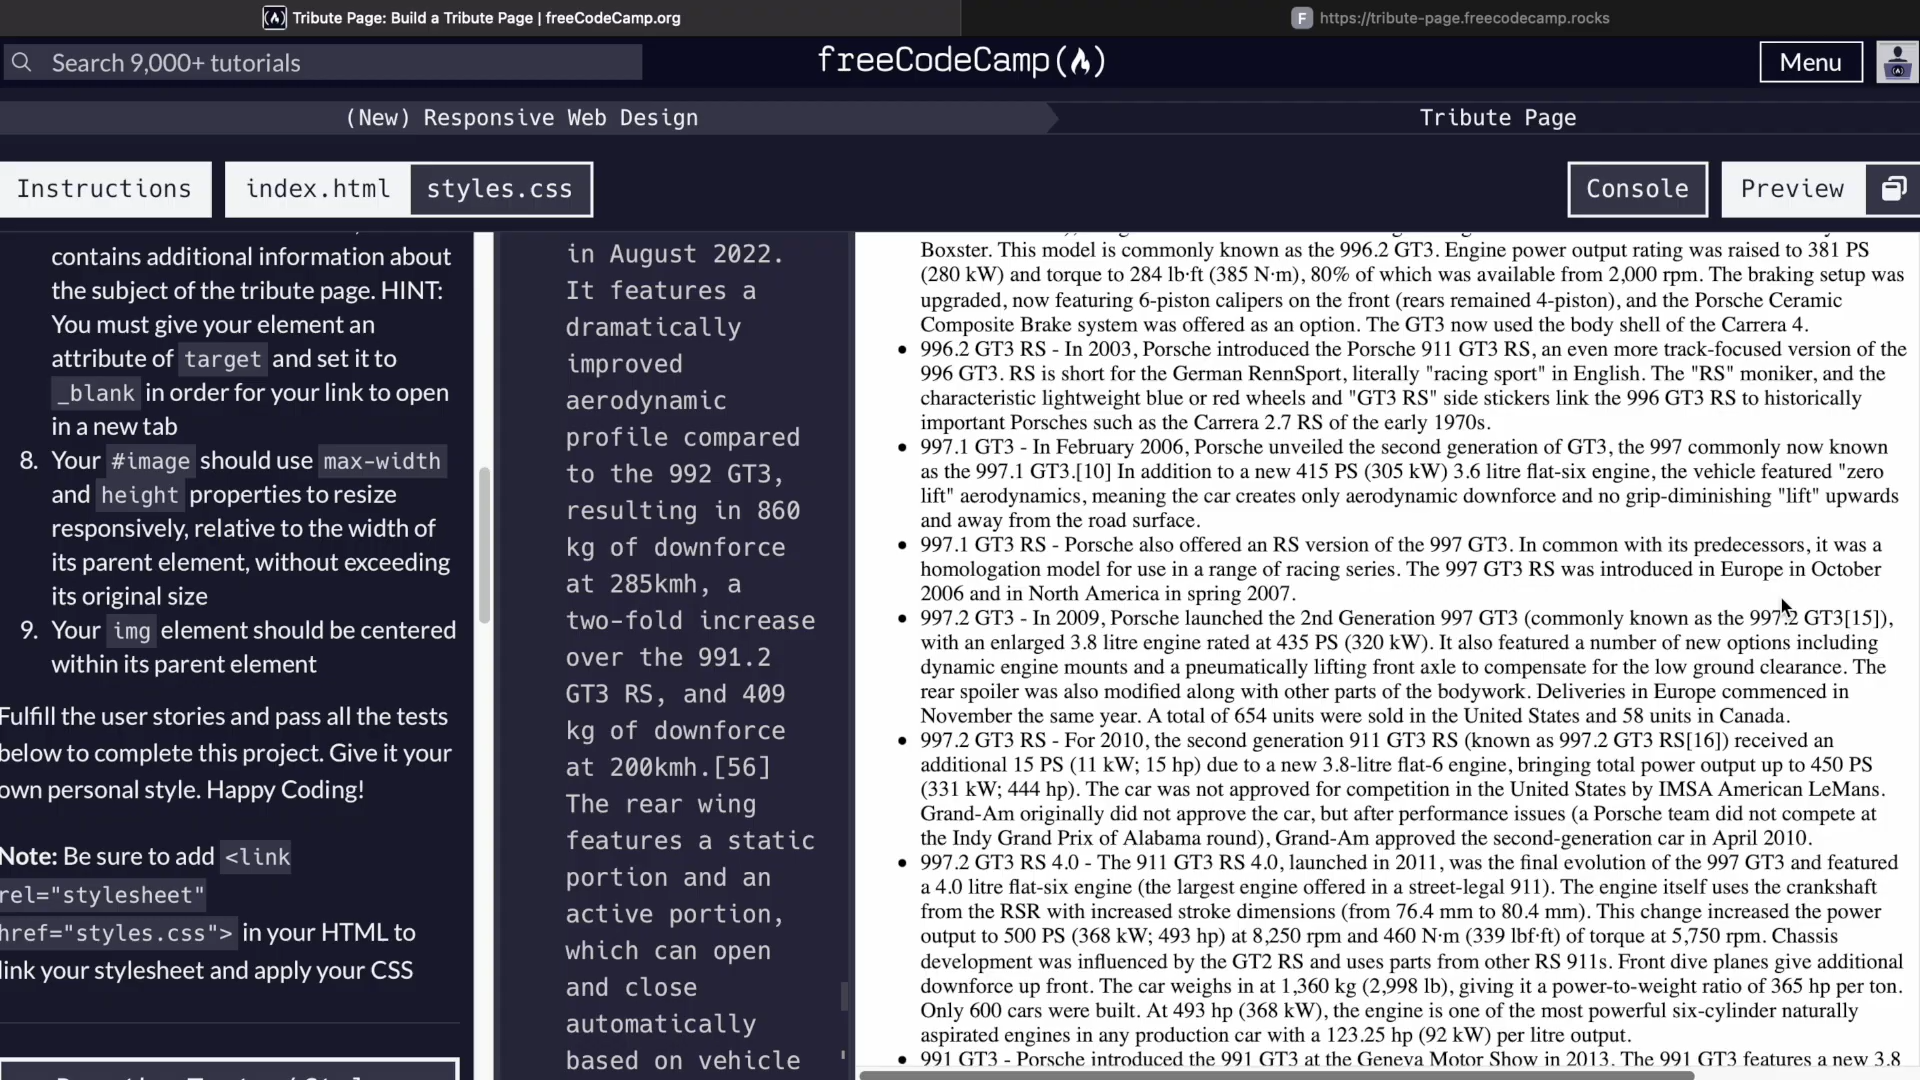 Tribute Page: Build a Tribute Page | freeCodeCamp.org
F https://tribute-page.freecodecamp.rocks
Search 9,000+ tutorials
freeCodeCamp
Menu
(New) Responsive Web Design
Tribute Page
Instructions
index.html
styles.css
Console
Preview
contains additional information about
the subject of the tribute page. HINT:
You must give your element an
attribute of target and set it to
_blank in order for your link to open
in a new tab
8. Your #image should use max-width
and height properties to resize
responsively, relative to the width of
its parent element, without exceeding
its original size
9. Your img element should be centered
within its parent element
Fulfill the user stories and pass all the tests
below to complete this project. Give it your
own personal style. Happy Coding!
Note: Be sure to add <link
rel="stylesheet"
href="styles.css"> in your HTML to
link your stylesheet and apply your CSS
in August 2022.
It features a
dramatically
improved
aerodynamic
profile compared
to the 992 GT3,
resulting in 860
kg of downforce
at 285kmh, a
two-fold increase
over the 991.2
GT3 RS, and 409
kg of downforce
at 200kmh.[56]
The rear wing
features a static
portion and an
active portion,
which can open
and close
automatically
based on vehicle
Boxster. This model is commonly known as the 996.2 GT3. Engine power output rating was raised to 381 PS
(280 kW) and torque to 284 lb·ft (385 N·m), 80% of which was available from 2,000 rpm. The braking setup was
upgraded, now featuring 6-piston calipers on the front (rears remained 4-piston), and the Porsche Ceramic
Composite Brake system was offered as an option. The GT3 now used the body shell of the Carrera 4.
• 996.2 GT3 RS - In 2003, Porsche introduced the Porsche 911 GT3 RS, an even more track-focused version of the
996 GT3. RS is short for the German RennSport, literally "racing sport" in English. The "RS" moniker, and the
characteristic lightweight blue or red wheels and "GT3 RS" side stickers link the 996 GT3 RS to historically
important Porsches such as the Carrera 2.7 RS of the early 1970s.
• 997.1 GT3 - In February 2006, Porsche unveiled the second generation of GT3, the 997 commonly now known
as the 997.1 GT3.[10] In addition to a new 415 PS (305 kW) 3.6 litre flat-six engine, the vehicle featured "zero
lift" aerodynamics, meaning the car creates only aerodynamic downforce and no grip-diminishing "lift" upwards
and away from the road surface.
• 997.1 GT3 RS - Porsche also offered an RS version of the 997 GT3. In common with its predecessors, it was a
homologation model for use in a range of racing series. The 997 GT3 RS was introduced in Europe in October
2006 and in North America in spring 2007.
• 997.2 GT3 - In 2009, Porsche launched the 2nd Generation 997 GT3 (commonly known as the 997.2 GT3[15]),
with an enlarged 3.8 litre engine rated at 435 PS (320 kW). It also featured a number of new options including
dynamic engine mounts and a pneumatically lifting front axle to compensate for the low ground clearance. The
rear spoiler was also modified along with other parts of the bodywork. Deliveries in Europe commenced in
November the same year. A total of 654 units were sold in the United States and 58 units in Canada.
• 997.2 GT3 RS - For 2010, the second generation 911 GT3 RS (known as 997.2 GT3 RS[16]) received an
additional 15 PS (11 kW; 15 hp) due to a new 3.8-litre flat-6 engine, bringing total power output up to 450 PS
(331 kW; 444 hp). The car was not approved for competition in the United States by IMSA American LeMans.
Grand-Am originally did not approve the car, but after performance issues (a Porsche team did not compete at
the Indy Grand Prix of Alabama round), Grand-Am approved the second-generation car in April 2010.
• 997.2 GT3 RS 4.0 - The 911 GT3 RS 4.0, launched in 2011, was the final evolution of the 997 GT3 and featured
a 4.0 litre flat-six engine (the largest engine offered in a street-legal 911). The engine itself uses the crankshaft
from the RSR with increased stroke dimensions (from 76.4 mm to 80.4 mm). This change increased the power
output to 500 PS (368 kW; 493 hp) at 8,250 rpm and 460 N·m (339 lbf·ft) of torque at 5,750 rpm. Chassis
development was influenced by the GT2 RS and uses parts from other RS 911s. Front dive planes give additional
downforce up front. The car weighs in at 1,360 kg (2,998 lb), giving it a power-to-weight ratio of 365 hp per ton.
Only 600 cars were built. At 493 hp (368 kW), the engine is one of the most powerful six-cylinder naturally
aspirated engines in any production car with a 123.25 hp (92 kW) per litre output.
• 991 GT3 - Porsche introduced the 991 GT3 at the Geneva Motor Show in 2013. The 991 GT3 features a new 3.8